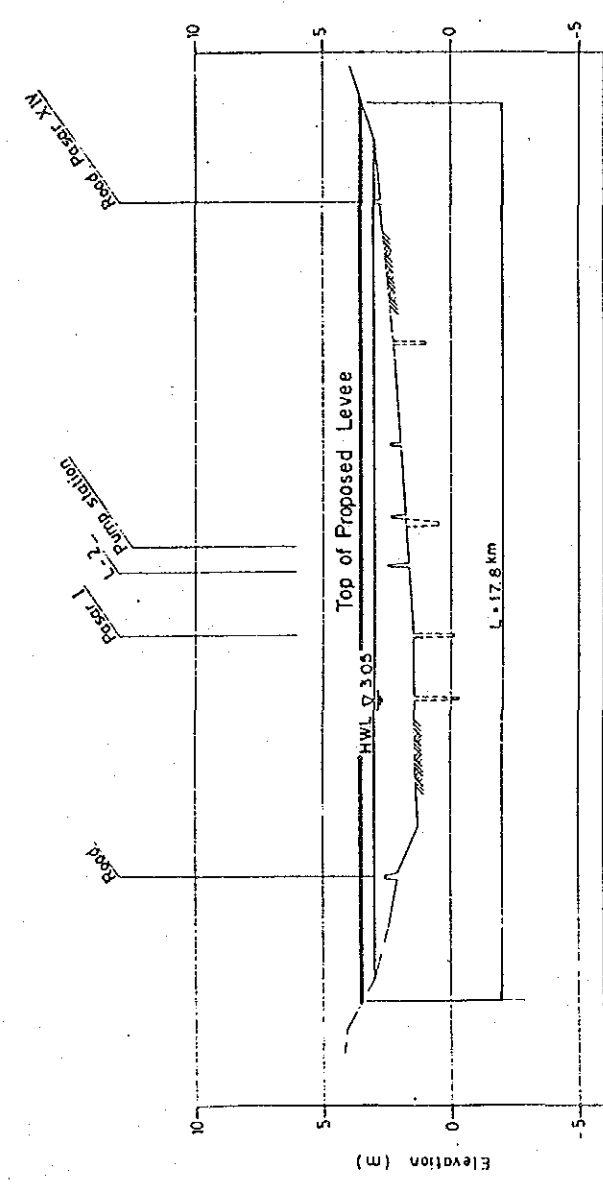 Road
Pasar 1
L-2
Pump station
Road Pasar XIV
Top of Proposed Levee
HWL ▽ 3.05
L = 17.8 km
Elevation (m)
10
5
0
-5
10
5
0
-5